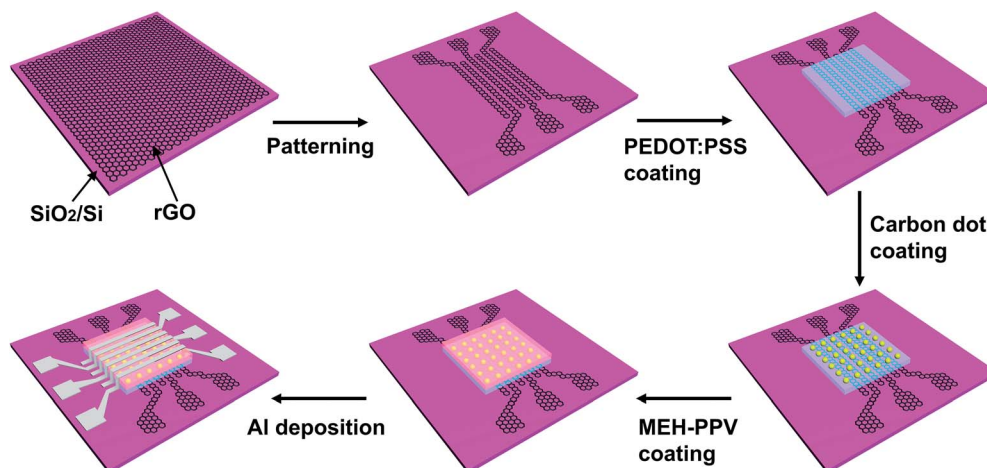 Patterning
PEDOT:PSS
coating
SiO2/Si
rGO
Carbon dot
coating
Al deposition
MEH-PPV
coating